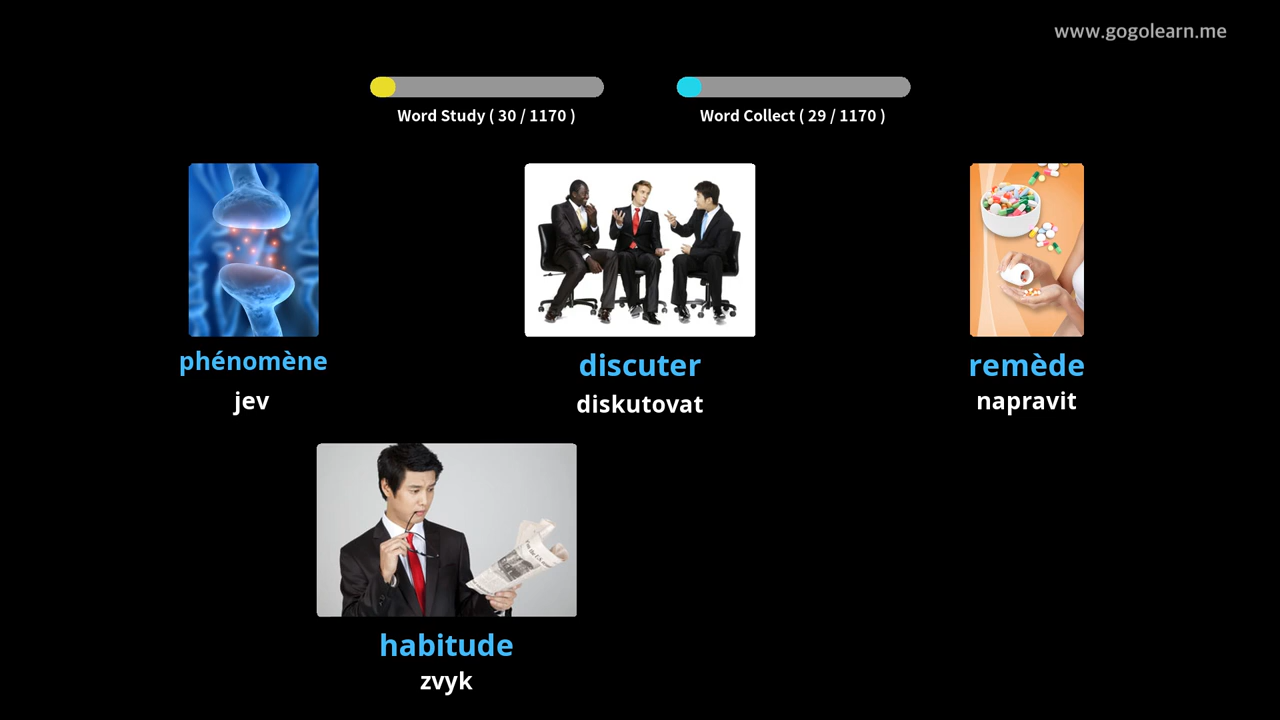 www.gogolearn.me
Word Study ( 30 / 1170 )
Word Collect ( 29 / 1170 )
phénomène
jev
discuter
diskutovat
remède
napravit
habitude
zvyk